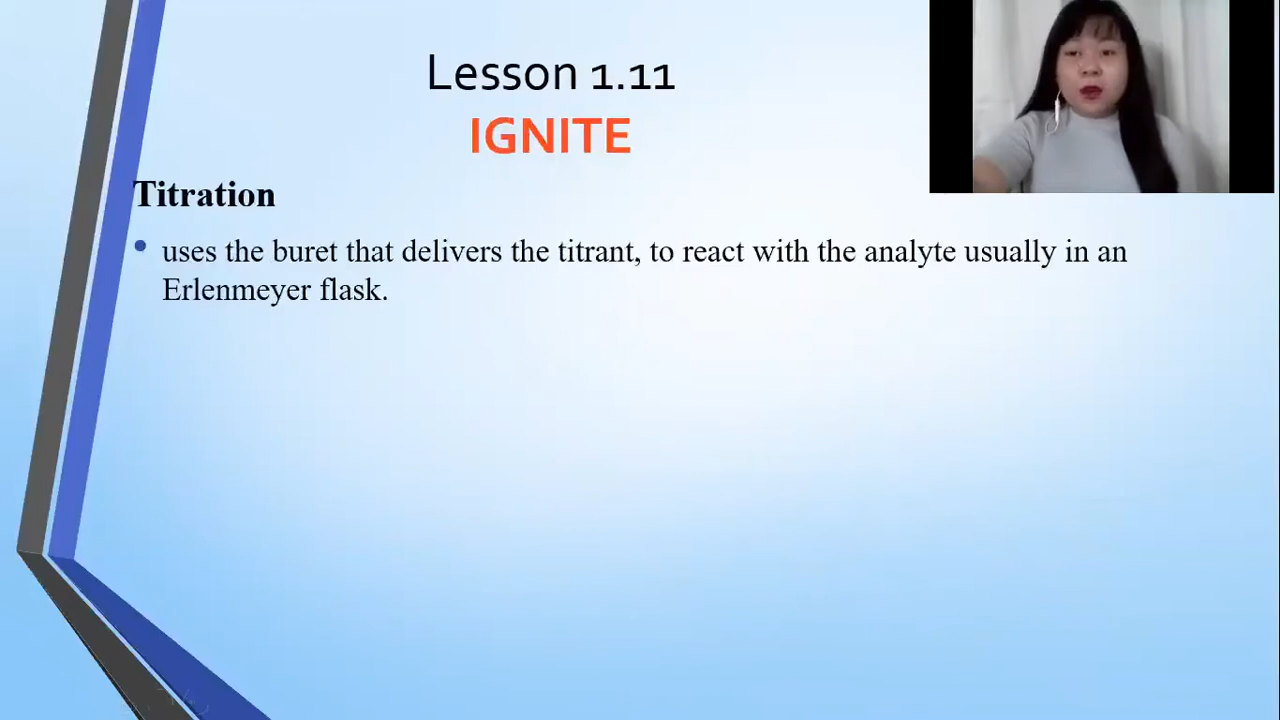 Lesson 1.11
IGNITE
Titration
• uses the buret that delivers the titrant, to react with the analyte usually in an
Erlenmeyer flask.